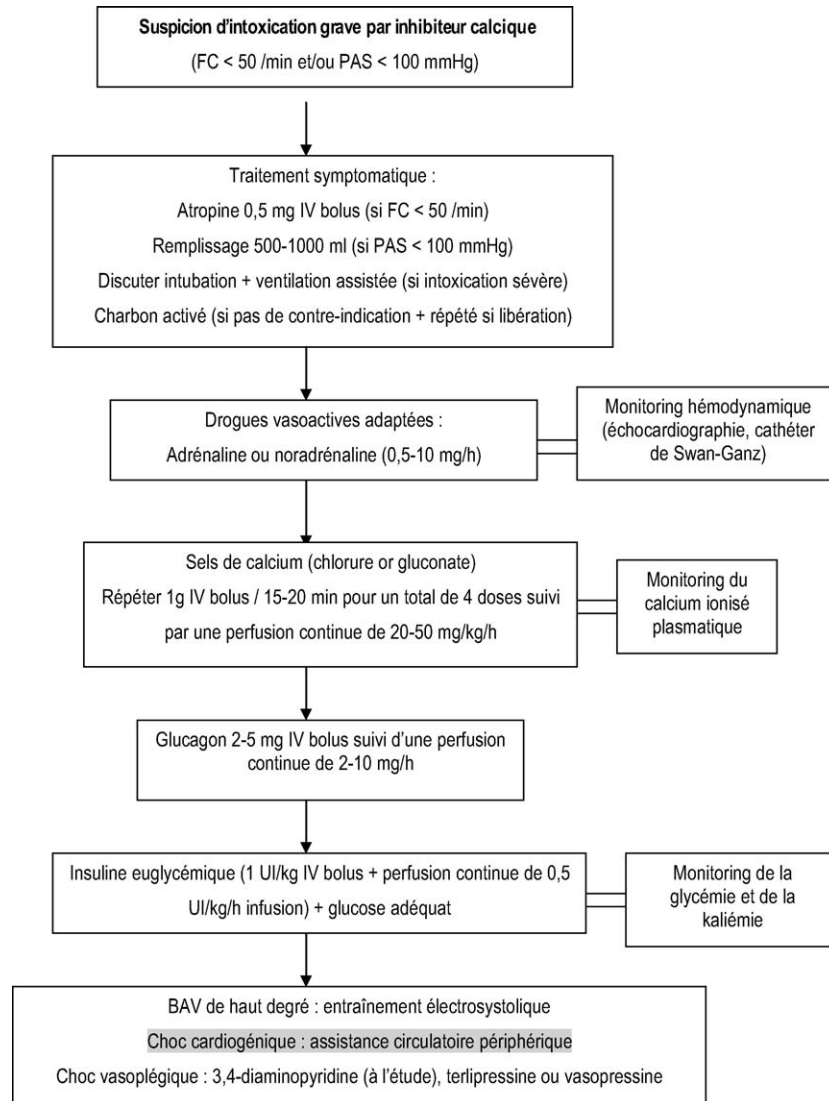 Suspicion d'intoxication grave par inhibiteur calcique
(FC < 50 /min et/ou PAS < 100 mmHg)
Traitement symptomatique :
Atropine 0,5 mg IV bolus (si FC < 50 /min)
Remplissage 500-1000 ml (si PAS < 100 mmHg)
Discuter intubation + ventilation assistée (si intoxication sévère)
Charbon activé (si pas de contre-indication + répété si libération)
Drogues vasoactives adaptées :
Adrénaline ou noradrénaline (0,5-10 mg/h)
Monitoring hémodynamique
(échocardiographie, cathéter
de Swan-Ganz)
Sels de calcium (chlorure or gluconate)
Répéter 1g IV bolus / 15-20 min pour un total de 4 doses suivi
par une perfusion continue de 20-50 mg/kg/h
Monitoring du
calcium ionisé
plasmatique
Glucagon 2-5 mg IV bolus suivi d'une perfusion
continue de 2-10 mg/h
Insuline euglycémique (1 UI/kg IV bolus + perfusion continue de 0,5
UI/kg/h infusion) + glucose adéquat
Monitoring de la
glycémie et de la
kaliémie
BAV de haut degré : entraînement électrosystolique
Choc cardiogénique : assistance circulatoire périphérique
Choc vasoplégique : 3,4-diaminopyridine (à l'étude), terlipressine ou vasopressine